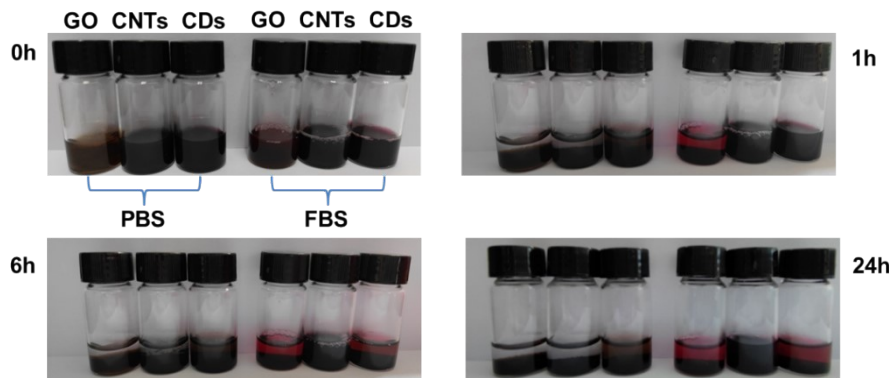 GO CNTs CDs GO CNTs CDs
0h
1h
PBS FBS
6h
24h